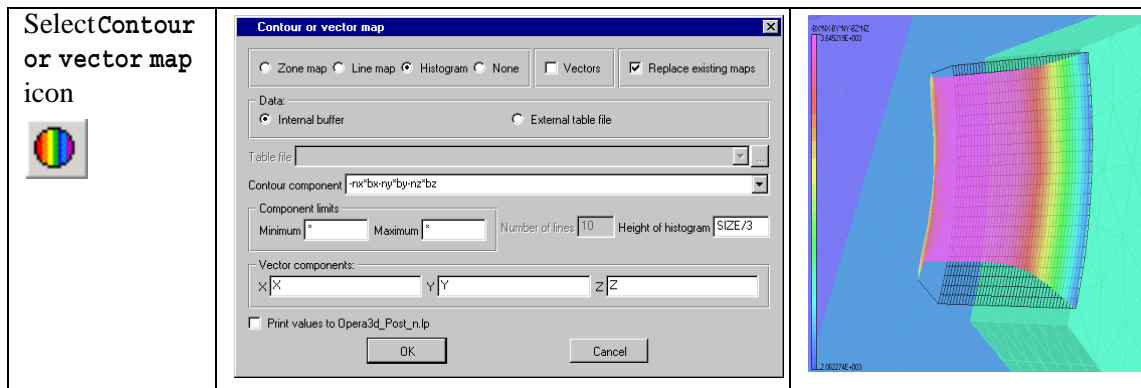 SelectContour
or vector map
icon
Contour or vector map
Zone map Line map Histogram None Vectors Replace existing maps
Data:
Internal buffer External table file
Table file ...
Contour component -nx*bx-ny*by-nz*bz
Component limits
Minimum * Maximum * Number of lines 10 Height of histogram SIZE/3
Vector components:
X X Y Y Z Z
Print values to Opera3d_Post_n.lp
OK Cancel
-BX*NX-BY*NY-BZ*NZ
3.645219E+003
2.062274E+003